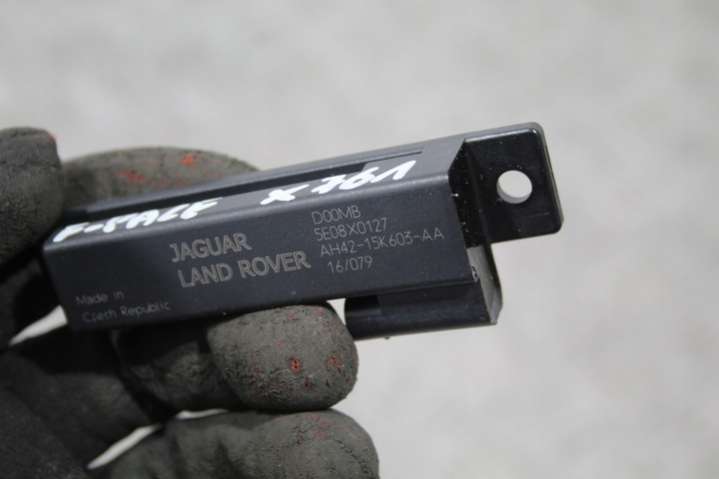 F-PACE X761
JAGUAR
LAND ROVER
D00MB
5E08X0127
AH42-15K603-AA
16/079
Made in
Czech Republic